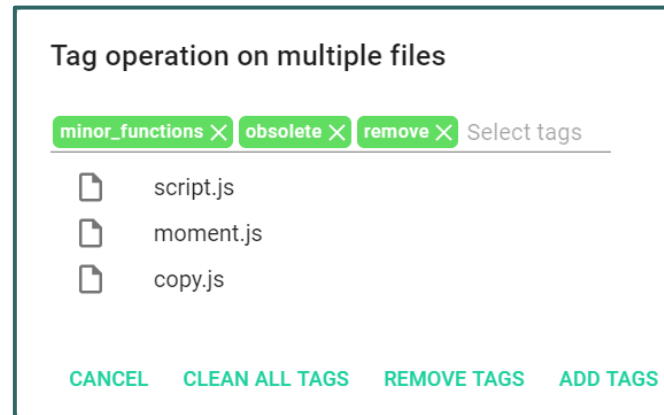 Tag operation on multiple files
minor_functions obsolete remove Select tags
script.js
moment.js
copy.js
CANCEL CLEAN ALL TAGS REMOVE TAGS ADD TAGS